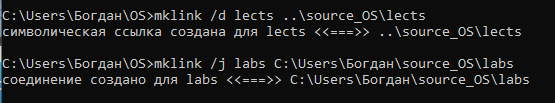 C:\Users\Богдан\OS>mklink /d lects ..\source_OS\lects
символическая ссылка создана для lects <<===>> ..\source_OS\lects
C:\Users\Богдан\OS>mklink /j labs C:\Users\Богдан\source_OS\labs
соединение создано для labs <<===>> C:\Users\Богдан\source_OS\labs